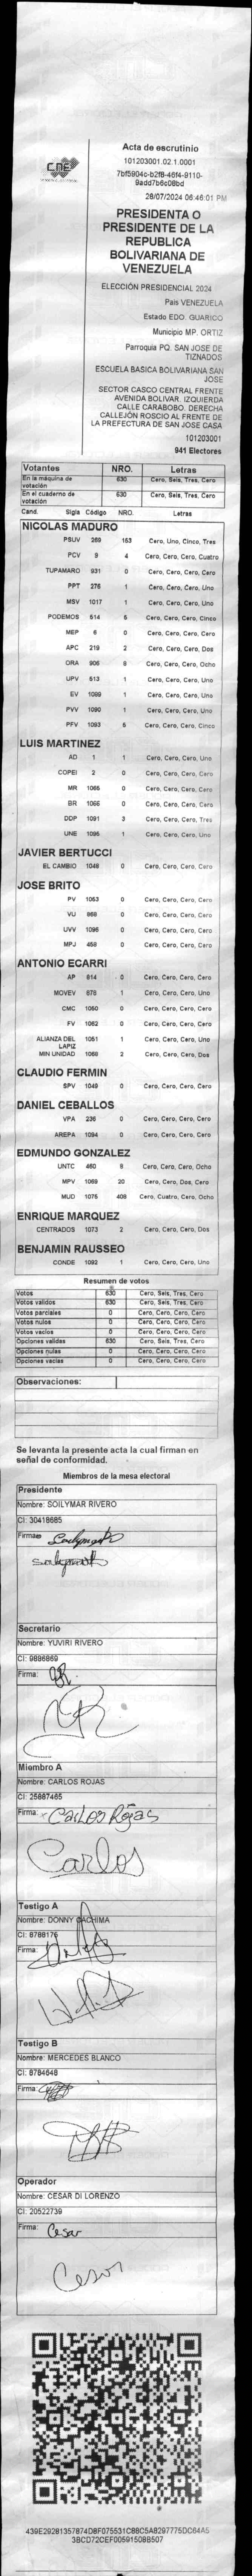 CNE
Acta de escrutinio
101203001.02.1.0001
7bf5904c-b2f8-46f4-9110-
9add7b6c08bd
28/07/2024 06:46:01 PM
PRESIDENTA O
PRESIDENTE DE LA
REPUBLICA
BOLIVARIANA DE
VENEZUELA
ELECCIÓN PRESIDENCIAL 2024
Pais VENEZUELA
Estado EDO. GUARICO
Municipio MP. ORTIZ
Parroquia PQ. SAN JOSE DE
TIZNADOS
ESCUELA BASICA BOLIVARIANA SAN
JOSE
SECTOR CASCO CENTRAL FRENTE
AVENIDA BOLIVAR. IZQUIERDA
CALLE CARABOBO. DERECHA
CALLEJÓN ROSCIO AL FRENTE DE
LA PREFECTURA DE SAN JOSE CASA
101203001
941 Electores
Votantes NRO. Letras
En la máquina de votación 630 Cero, Seis, Tres, Cero
En el cuaderno de votación 630 Cero, Seis, Tres, Cero
Cand. Sigla Código NRO. Letras
NICOLAS MADURO
PSUV 269 153 Cero, Uno, Cinco, Tres
PCV 9 4 Cero, Cero, Cero, Cuatro
TUPAMARO 931 0 Cero, Cero, Cero, Cero
PPT 276 1 Cero, Cero, Cero, Uno
MSV 1017 1 Cero, Cero, Cero, Uno
PODEMOS 514 5 Cero, Cero, Cero, Cinco
MEP 6 0 Cero, Cero, Cero, Cero
APC 219 2 Cero, Cero, Cero, Dos
ORA 906 8 Cero, Cero, Cero, Ocho
UPV 513 1 Cero, Cero, Cero, Uno
EV 1099 1 Cero, Cero, Cero, Uno
PVV 1090 1 Cero, Cero, Cero, Uno
PFV 1093 5 Cero, Cero, Cero, Cinco
LUIS MARTINEZ
AD 1 1 Cero, Cero, Cero, Uno
COPEI 2 0 Cero, Cero, Cero, Cero
MR 1065 0 Cero, Cero, Cero, Cero
BR 1066 0 Cero, Cero, Cero, Cero
DDP 1091 3 Cero, Cero, Cero, Tres
UNE 1095 1 Cero, Cero, Cero, Uno
JAVIER BERTUCCI
EL CAMBIO 1048 0 Cero, Cero, Cero, Cero
JOSE BRITO
PV 1053 0 Cero, Cero, Cero, Cero
VU 969 0 Cero, Cero, Cero, Cero
UVV 1096 0 Cero, Cero, Cero, Cero
MPJ 458 0 Cero, Cero, Cero, Cero
ANTONIO ECARRI
AP 914 0 Cero, Cero, Cero, Cero
MOVEV 678 1 Cero, Cero, Cero, Uno
CMC 1050 0 Cero, Cero, Cero, Cero
FV 1062 0 Cero, Cero, Cero, Cero
ALIANZA DEL LAPIZ 1051 1 Cero, Cero, Cero, Uno
MIN UNIDAD 1068 2 Cero, Cero, Cero, Dos
CLAUDIO FERMIN
SPV 1049 0 Cero, Cero, Cero, Cero
DANIEL CEBALLOS
VPA 236 0 Cero, Cero, Cero, Cero
AREPA 1094 0 Cero, Cero, Cero, Cero
EDMUNDO GONZALEZ
UNTC 460 8 Cero, Cero, Cero, Ocho
MPV 1069 20 Cero, Cero, Dos, Cero
MUD 1075 408 Cero, Cuatro, Cero, Ocho
ENRIQUE MARQUEZ
CENTRADOS 1073 2 Cero, Cero, Cero, Dos
BENJAMIN RAUSSEO
CONDE 1092 1 Cero, Cero, Cero, Uno
Resumen de votos
Votos 630 Cero, Seis, Tres, Cero
Votos validos 630 Cero, Seis, Tres, Cero
Votos parciales 0 Cero, Cero, Cero, Cero
Votos nulos 0 Cero, Cero, Cero, Cero
Votos vacios 0 Cero, Cero, Cero, Cero
Opciones validas 630 Cero, Seis, Tres, Cero
Opciones nulas 0 Cero, Cero, Cero, Cero
Opciones vacias 0 Cero, Cero, Cero, Cero
Observaciones:
Se levanta la presente acta la cual firman en
señal de conformidad.
Miembros de la mesa electoral
Presidente
Nombre: SOILYMAR RIVERO
CI: 30418685
Firma:
Secretario
Nombre: YUVIRI RIVERO
CI: 9886869
Firma:
Miembro A
Nombre: CARLOS ROJAS
CI: 25887465
Firma: Carlos Rojas
Carlos
Testigo A
Nombre: DONNY CACHIMA
CI: 8788176
Firma:
Testigo B
Nombre: MERCEDES BLANCO
CI: 8784648
Firma:
Operador
Nombre: CESAR DI LORENZO
CI: 20522739
Firma: Cesar
Cesar
439E29281357874D8F075531CB8C5A8297775DC64A5
3BCD72CEF0059150BB507